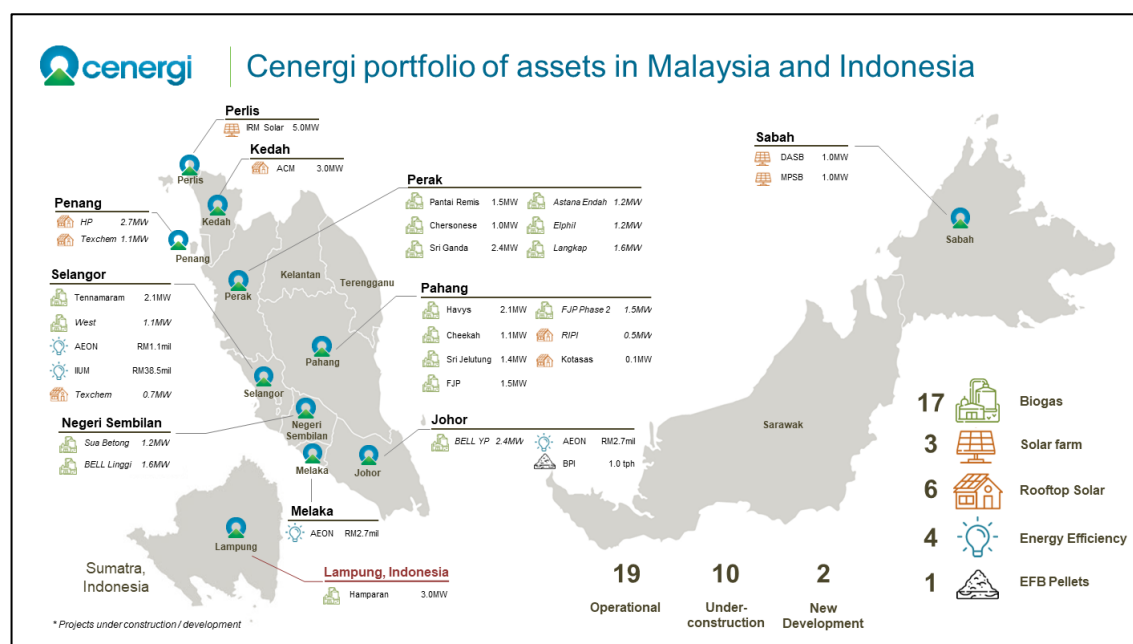 cenergi
Cenergi portfolio of assets in Malaysia and Indonesia
Perlis
IRM Solar 5.0MW
Kedah
ACM 3.0MW
Penang
HP 2.7MW
Texchem 1.1MW
Selangor
Tennamaram 2.1MW
West 1.1MW
AEON RM1.1mil
IIUM RM38.5mil
Texchem 0.7MW
Negeri Sembilan
Sua Betong 1.2MW
BELL Linggi 1.6MW
Perak
Pantai Remis 1.5MW Astana Endah 1.2MW
Chersonese 1.0MW Elphil 1.2MW
Sri Ganda 2.4MW Langkap 1.6MW
Pahang
Havys 2.1MW FJP Phase 2 1.5MW
Cheekah 1.1MW RIPI 0.5MW
Sri Jelutung 1.4MW Kotasas 0.1MW
FJP 1.5MW
Johor
BELL YP 2.4MW AEON RM2.7mil
BPI 1.0 tph
Melaka
AEON RM2.7mil
Lampung, Indonesia
Hamparan 3.0MW
Sabah
DASB 1.0MW
MPSB 1.0MW
Perlis
Kedah
Penang
Perak
Kelantan
Terengganu
Pahang
Selangor
Negeri
Sembilan
Melaka
Johor
Lampung
Sumatra,
Indonesia
Sabah
Sarawak
17 Biogas
3 Solar farm
6 Rooftop Solar
4 Energy Efficiency
1 EFB Pellets
19 10 2
Operational Under-construction New Development
* Projects under construction / development